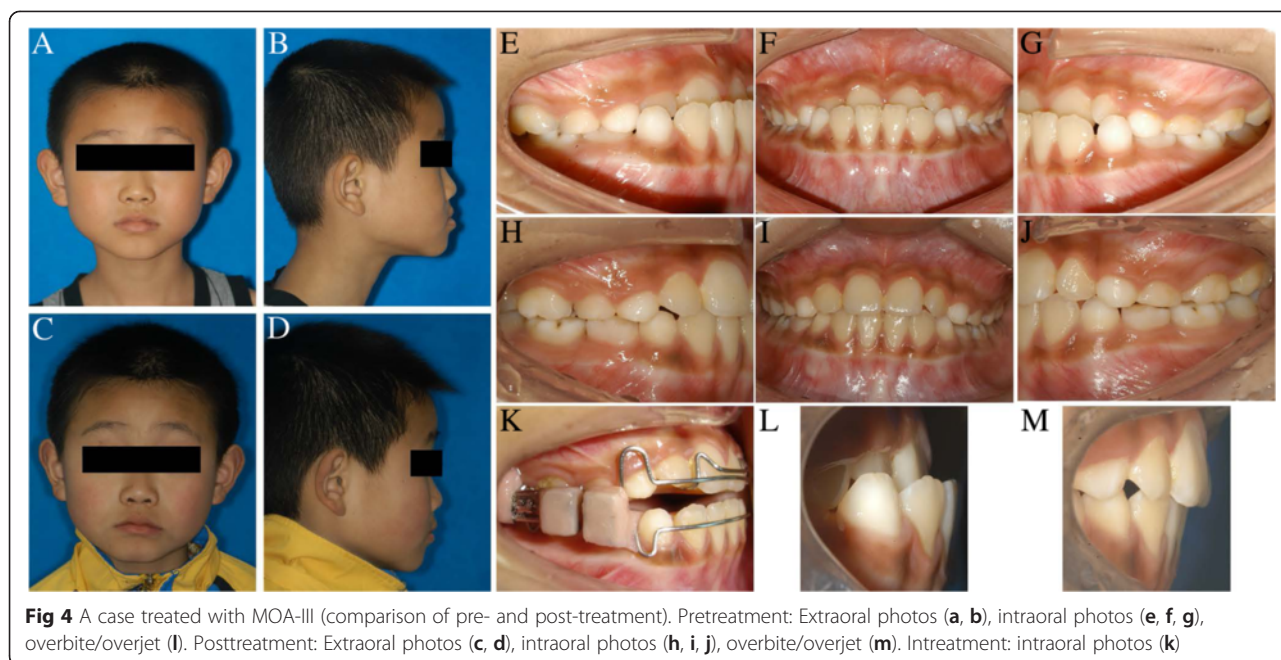 A B E F G
H I J
C D
K L M
Fig 4 A case treated with MOA-III (comparison of pre- and post-treatment). Pretreatment: Extraoral photos (a, b), intraoral photos (e, f, g),
overbite/overjet (l). Posttreatment: Extraoral photos (c, d), intraoral photos (h, i, j), overbite/overjet (m). Intreatment: intraoral photos (k)